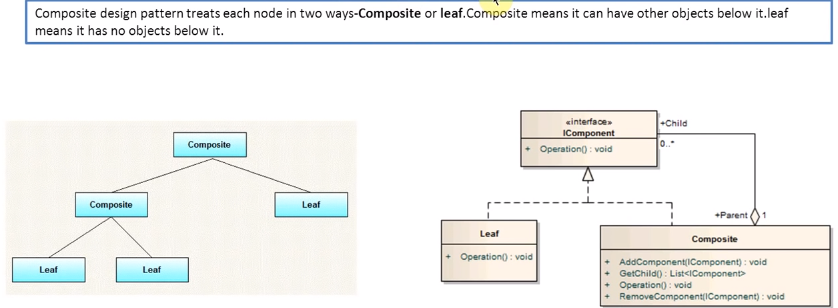 Composite design pattern treats each node in two ways-Composite or leaf.Composite means it can have other objects below it.leaf
means it has no objects below it.
Composite
Composite
Leaf
Leaf
Leaf
«interface»
IComponent
+ Operation() : void
+Child
0..*
+Parent
1
Leaf
+ Operation() : void
Composite
+ AddComponent(IComponent) : void
+ GetChild() : List<IComponent>
+ Operation() : void
+ RemoveComponent(IComponent) : void